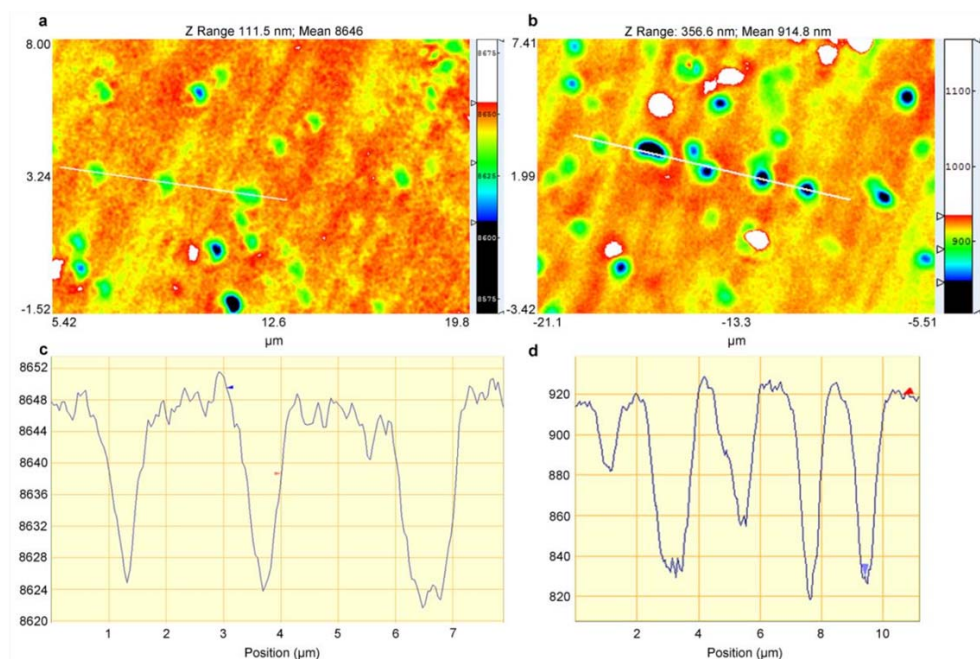 a
Z Range 111.5 nm; Mean 8646
8.00
3.24
-1.52
5.42 12.6 19.8
µm
8675
8650
8625
8600
8575
b
Z Range: 356.6 nm; Mean 914.8 nm
7.41
1.99
-3.42
-21.1 -13.3 -5.51
µm
1100
1000
900
c
8652
8648
8644
8640
8636
8632
8628
8624
8620
1 2 3 4 5 6 7
Position (µm)
d
920
900
880
860
840
820
2 4 6 8 10
Position (µm)